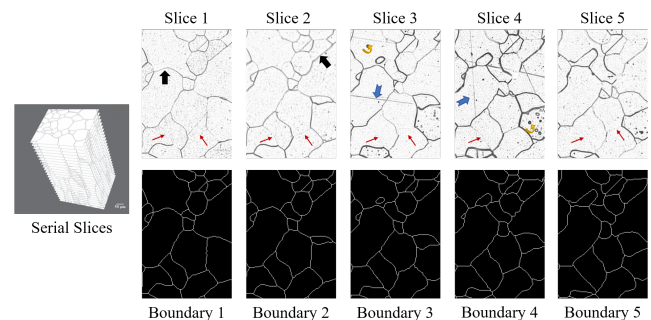 Slice 1
Slice 2
Slice 3
Slice 4
Slice 5
Serial Slices
Boundary 1
Boundary 2
Boundary 3
Boundary 4
Boundary 5